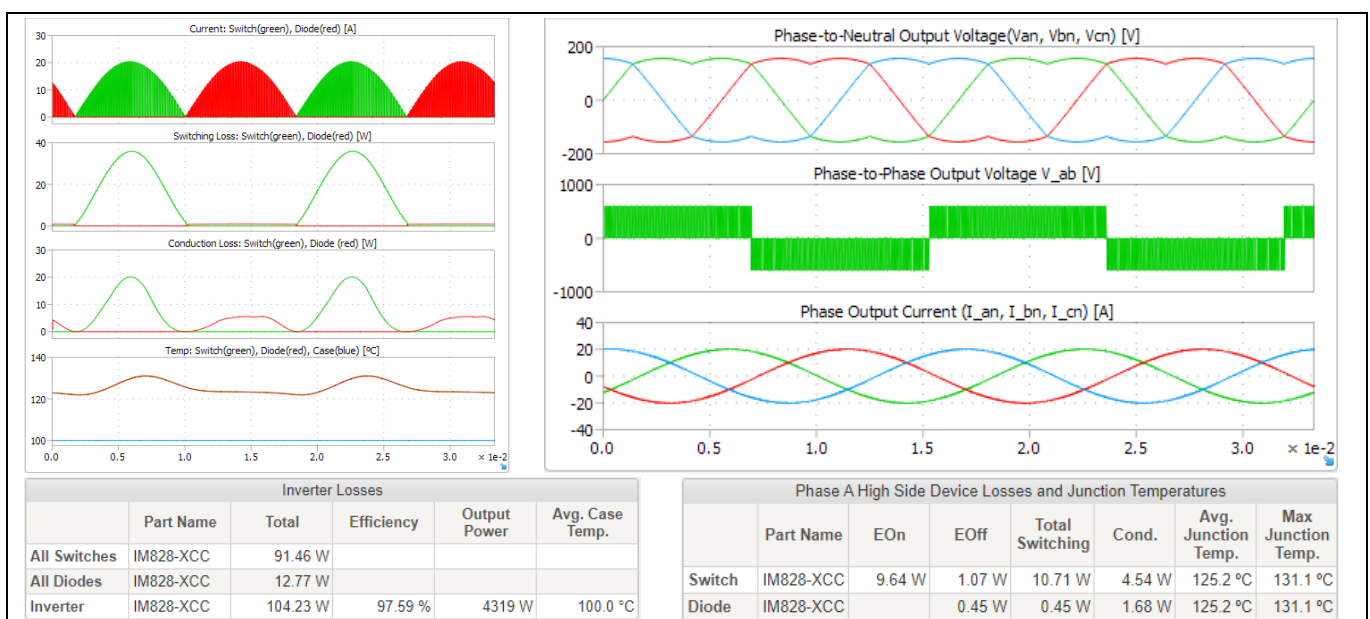 Current: Switch(green), Diode(red) [A]
30
20
10
0
Switching Loss: Switch(green), Diode(red) [W]
40
20
0
Conduction Loss: Switch(green), Diode (red) [W]
30
20
10
0
Temp: Switch(green), Diode(red), Case(blue) [ºC]
140
120
100
0.0 0.5 1.0 1.5 2.0 2.5 3.0 × 1e-2
Phase-to-Neutral Output Voltage(Van, Vbn, Vcn) [V]
200
0
-200
Phase-to-Phase Output Voltage V_ab [V]
1000
0
-1000
Phase Output Current (I_an, I_bn, I_cn) [A]
40
20
0
-20
-40
0.0 0.5 1.0 1.5 2.0 2.5 3.0 × 1e-2
Inverter Losses
Part Name Total Efficiency Output Power Avg. Case Temp.
All Switches IM828-XCC 91.46 W
All Diodes IM828-XCC 12.77 W
Inverter IM828-XCC 104.23 W 97.59 % 4319 W 100.0 °C
Phase A High Side Device Losses and Junction Temperatures
Part Name EOn EOff Total Switching Cond. Avg. Junction Temp. Max Junction Temp.
Switch IM828-XCC 9.64 W 1.07 W 10.71 W 4.54 W 125.2 ºC 131.1 ºC
Diode IM828-XCC 0.45 W 0.45 W 1.68 W 125.2 ºC 131.1 ºC